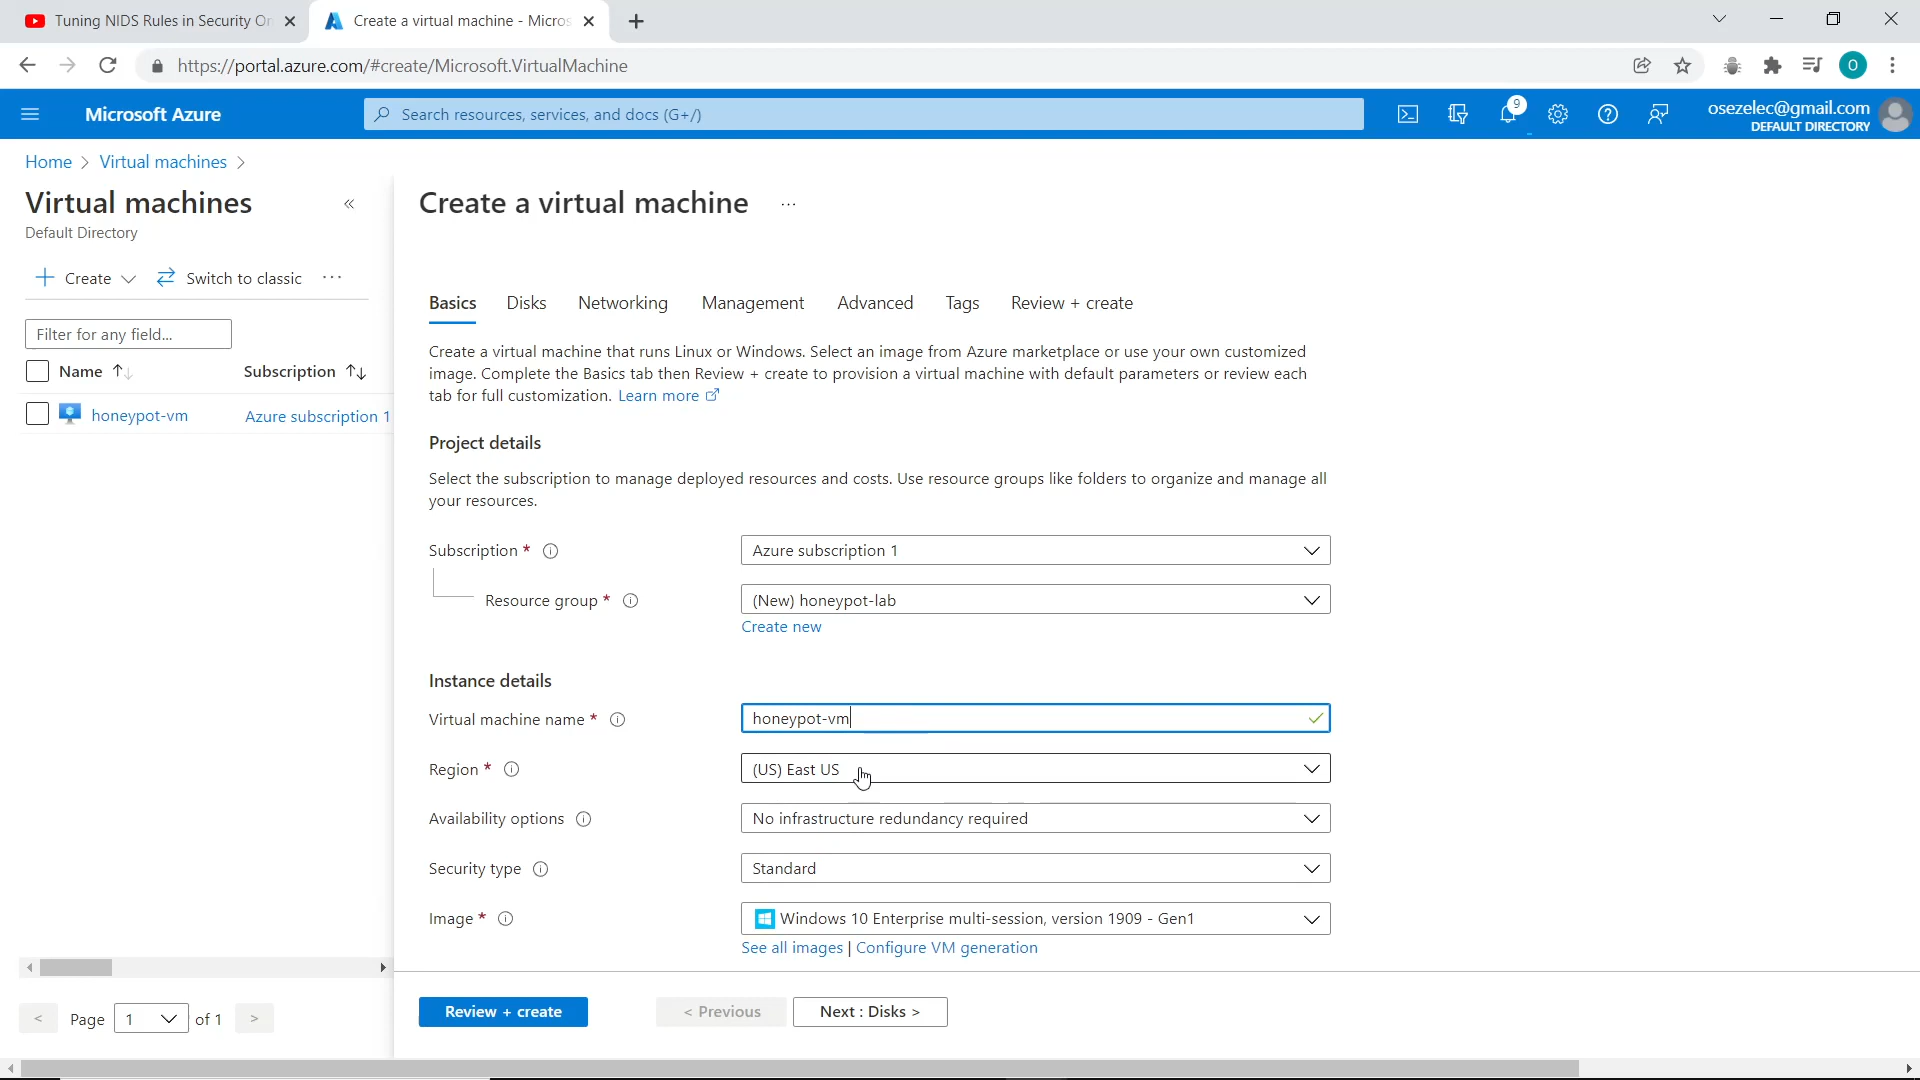 Tuning NIDS Rules in Security On
Create a virtual machine - Micros
https://portal.azure.com/#create/Microsoft.VirtualMachine
O
Microsoft Azure
Search resources, services, and docs (G+/)
9
osezelec@gmail.com
DEFAULT DIRECTORY
Home > Virtual machines >
Virtual machines
«
Default Directory
Create
Switch to classic
...
Filter for any field...
Name
Subscription
honeypot-vm
Azure subscription 1
< Page 1 of 1 >
Create a virtual machine ...
Basics
Disks
Networking
Management
Advanced
Tags
Review + create
Create a virtual machine that runs Linux or Windows. Select an image from Azure marketplace or use your own customized
image. Complete the Basics tab then Review + create to provision a virtual machine with default parameters or review each
tab for full customization. Learn more
Project details
Select the subscription to manage deployed resources and costs. Use resource groups like folders to organize and manage all
your resources.
Subscription *
Azure subscription 1
Resource group *
(New) honeypot-lab
Create new
Instance details
Virtual machine name *
honeypot-vm
Region *
(US) East US
Availability options
No infrastructure redundancy required
Security type
Standard
Image *
Windows 10 Enterprise multi-session, version 1909 - Gen1
See all images | Configure VM generation
Review + create
< Previous
Next : Disks >